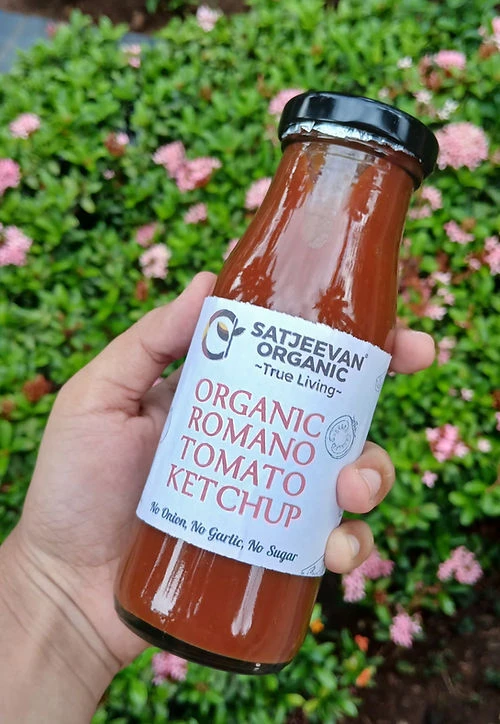 SATJEEVAN®
ORGANIC
~True Living~
ORGANIC
ROMANO
TOMATO
KETCHUP
No Onion, No Garlic, No Sugar